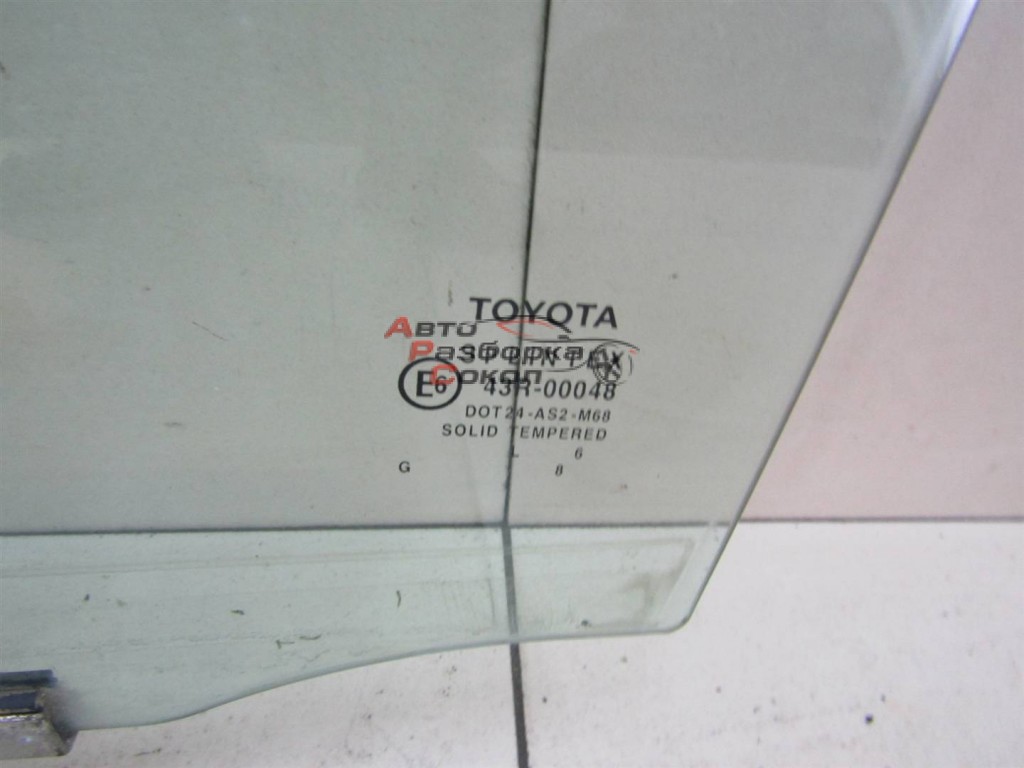 TOYOTA
Авто
Разборка
Сокол
E6 43R-00048
DOT24-AS2-M68
SOLID TEMPERED
L 6
G 8